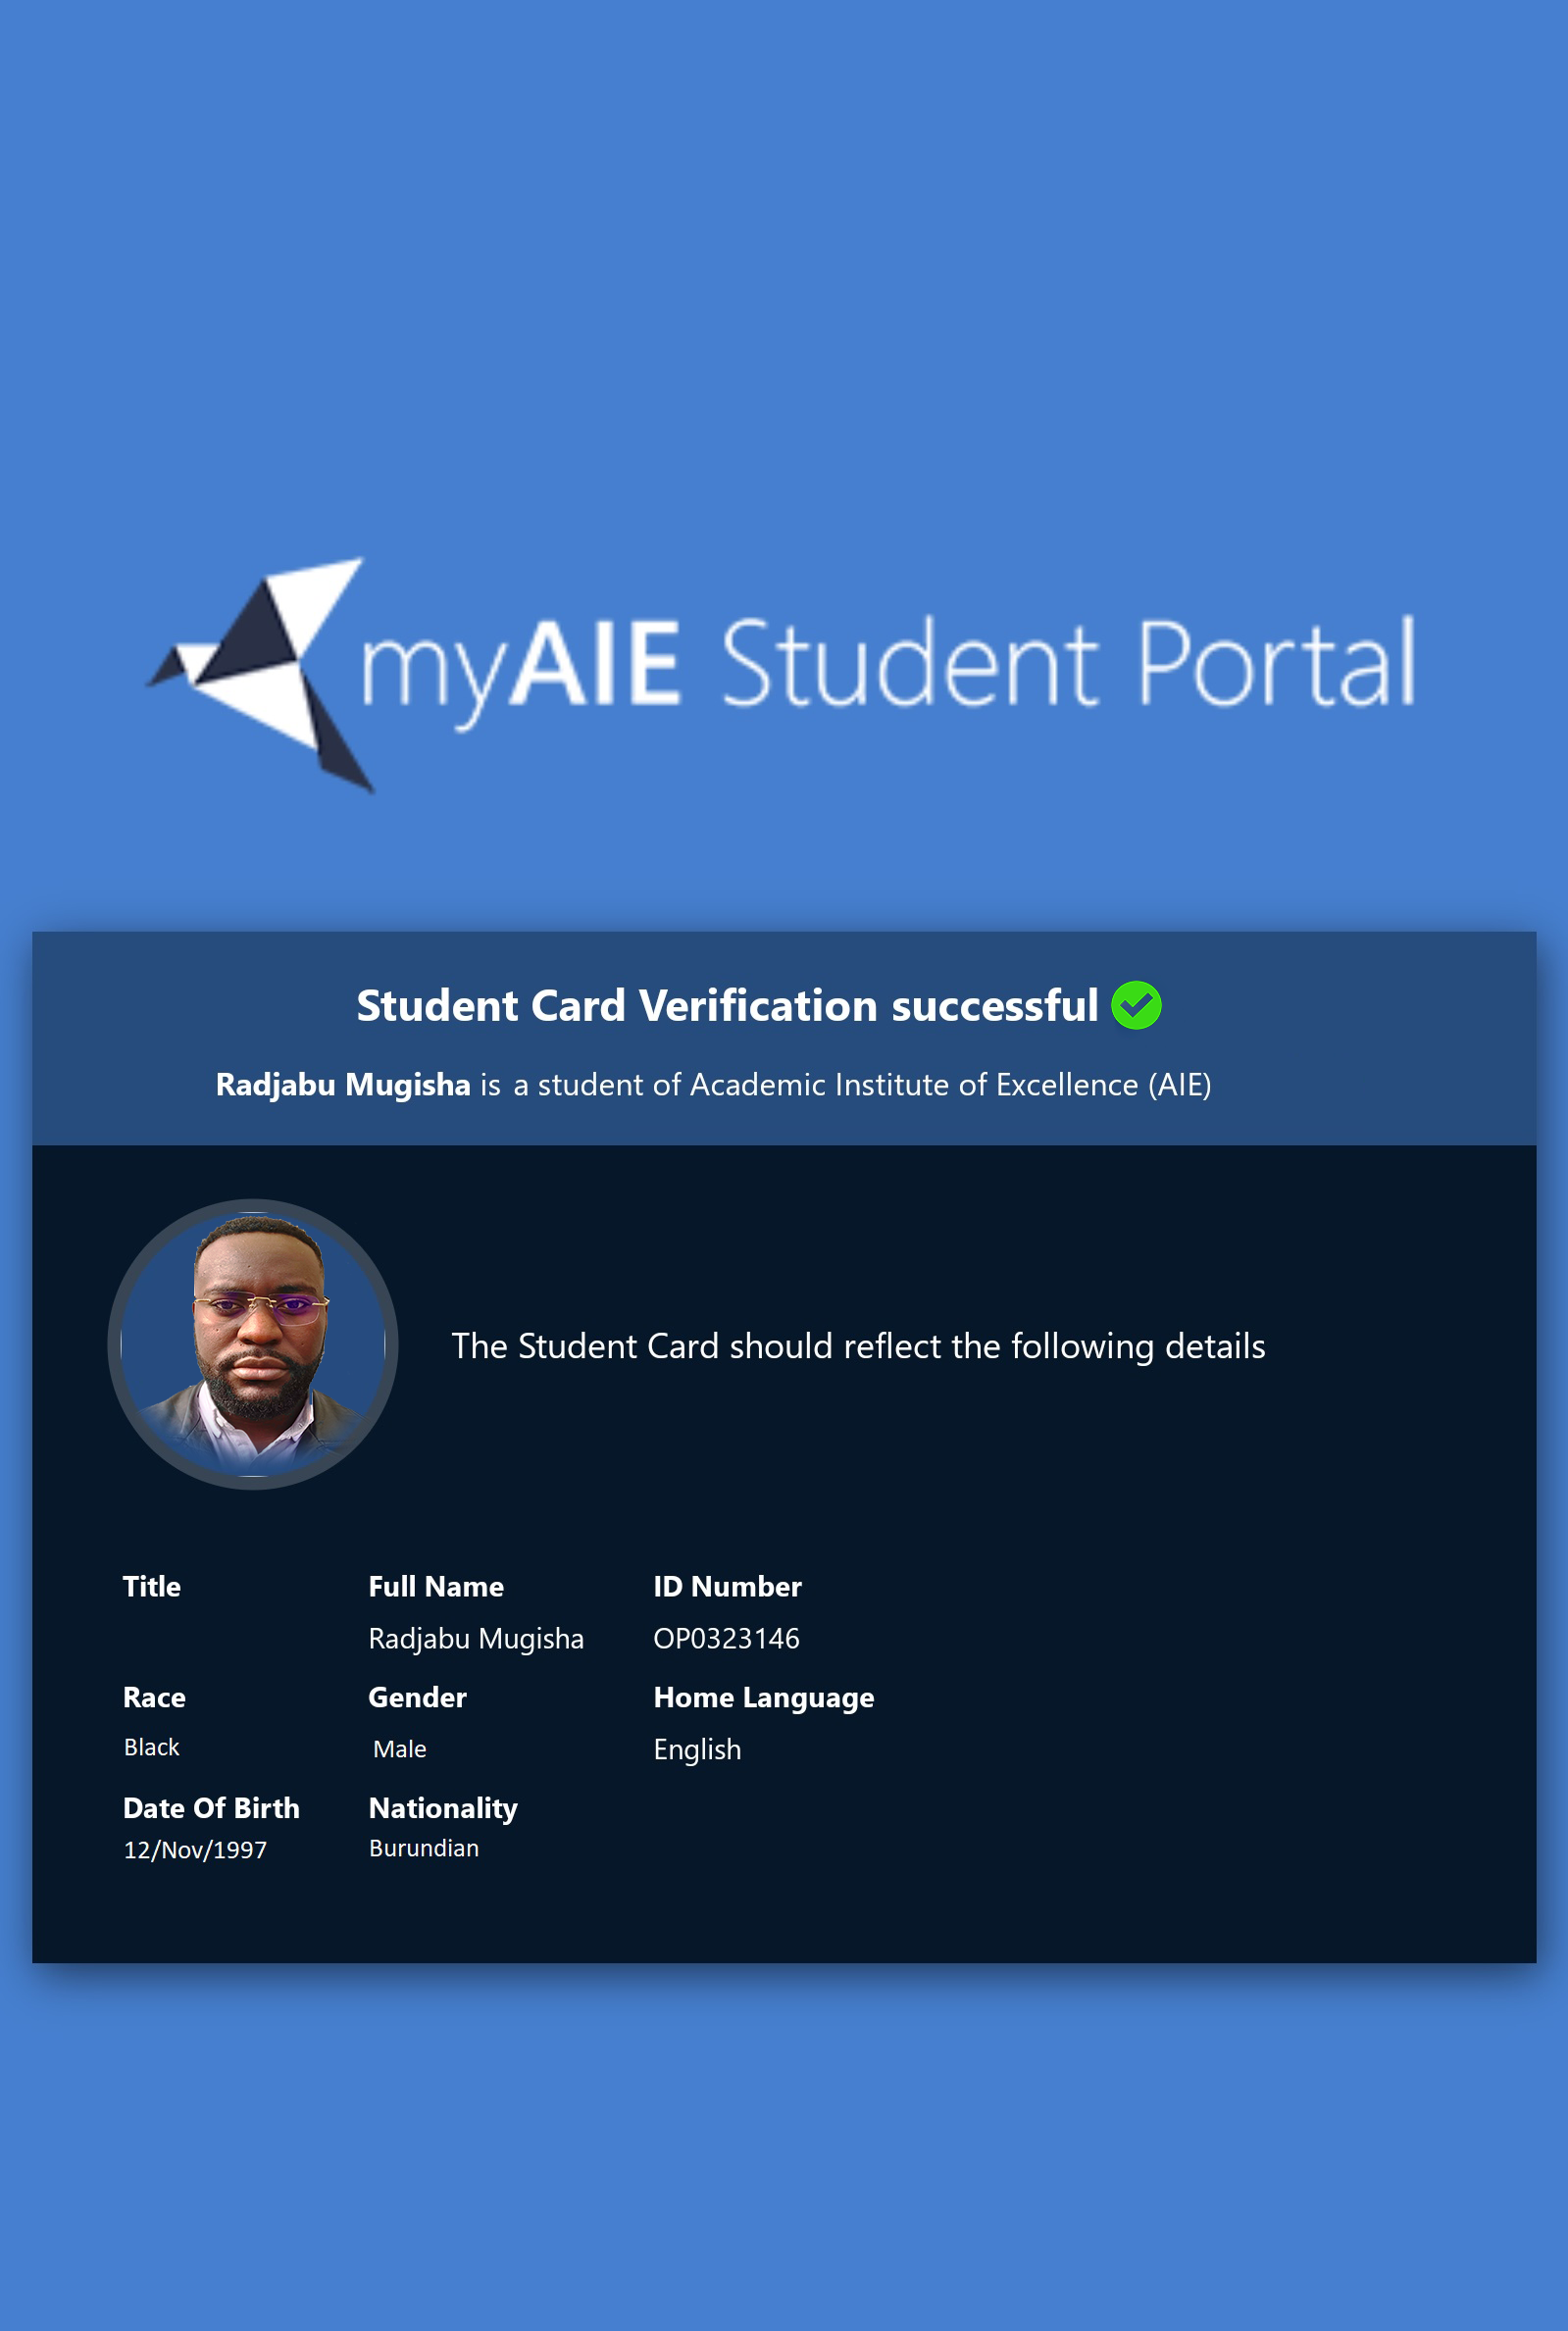 myAIE Student Portal
Student Card Verification successful
Radjabu Mugisha is a student of Academic Institute of Excellence (AIE)
The Student Card should reflect the following details
Title Full Name ID Number
Radjabu Mugisha OP0323146
Race Gender Home Language
Black Male English
Date Of Birth Nationality
12/Nov/1997 Burundian